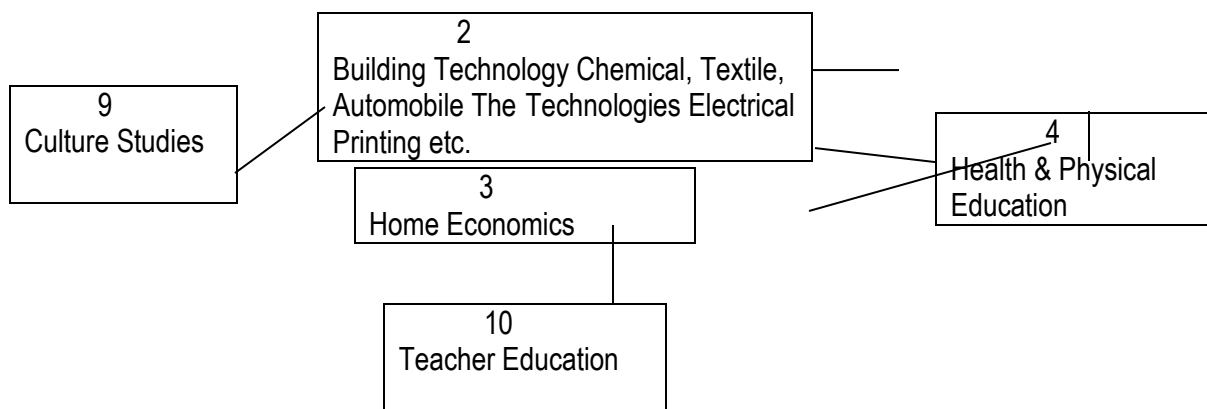 2
Building Technology Chemical, Textile,
Automobile The Technologies Electrical
Printing etc.
9
Culture Studies
4
Health & Physical
Education
3
Home Economics
10
Teacher Education